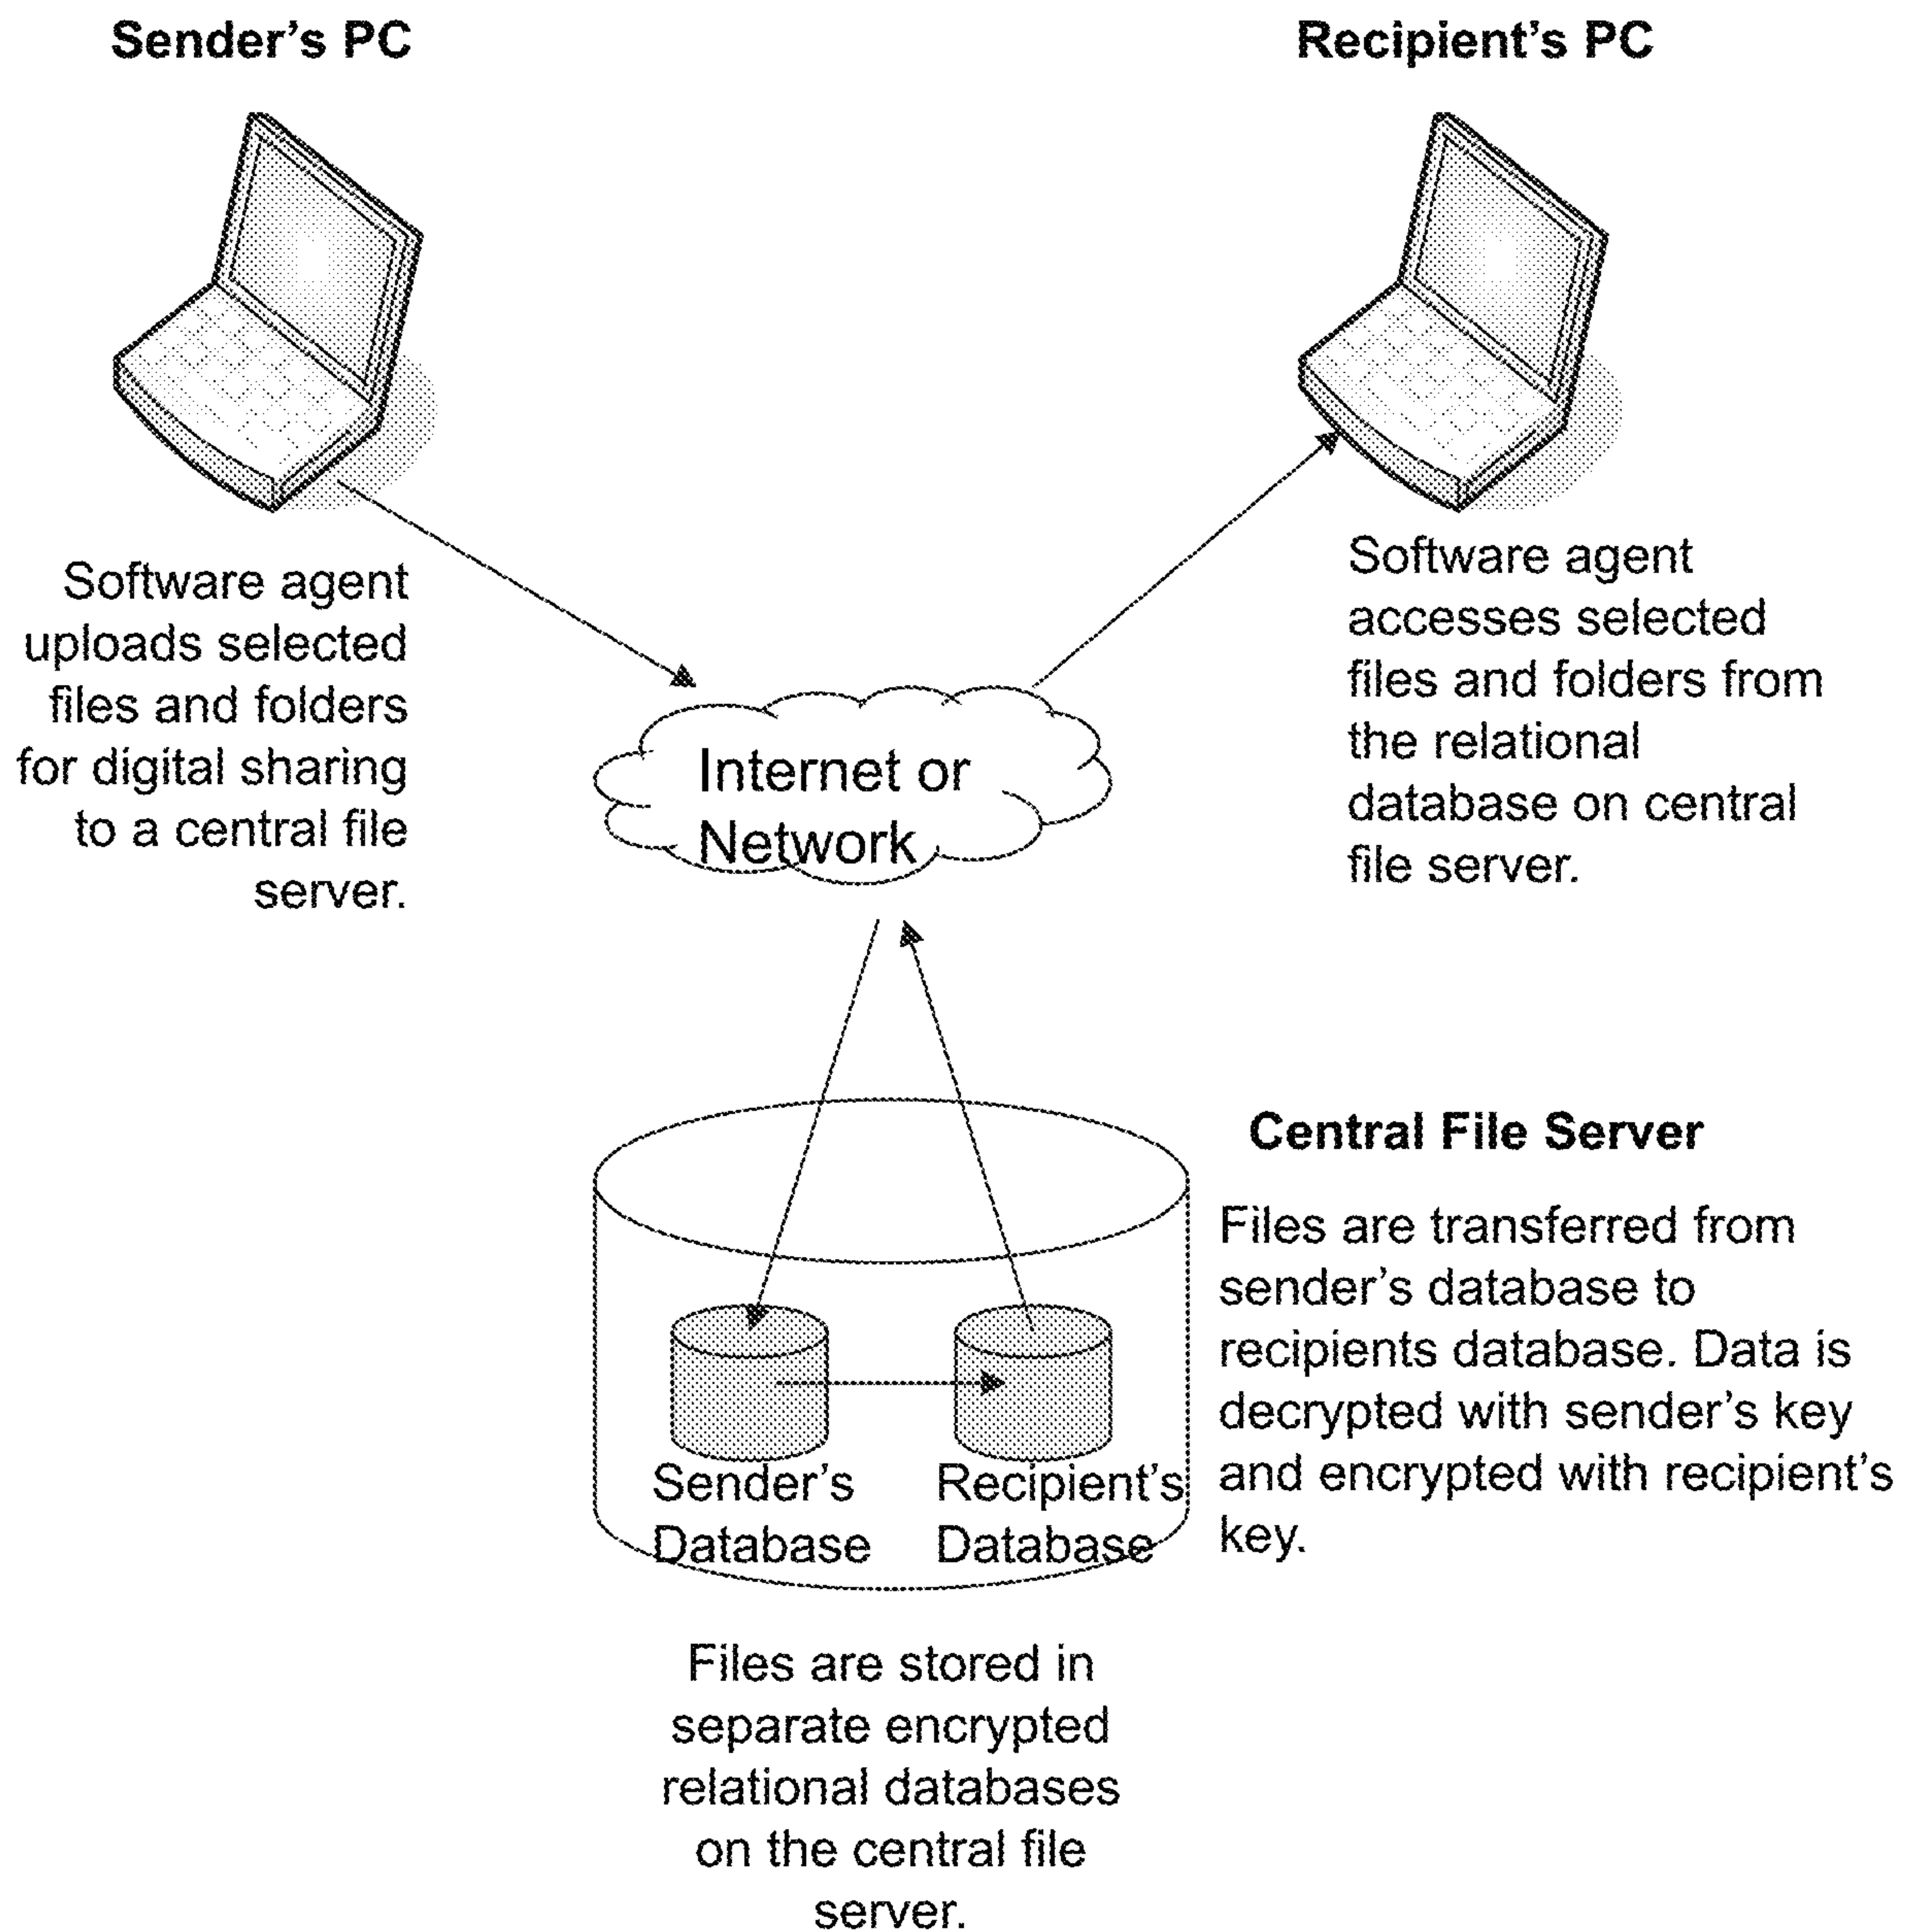 Sender's PC
Recipient's PC
Software agent
uploads selected
files and folders
for digital sharing
to a central file
server.
Software agent
accesses selected
files and folders from
the relational
database on central
file server.
Internet or
Network
Central File Server
Files are transferred from
sender's database to
recipients database. Data is
decrypted with sender's key
and encrypted with recipient's
key.
Sender's
Database
Recipient's
Database
Files are stored in
separate encrypted
relational databases
on the central file
server.